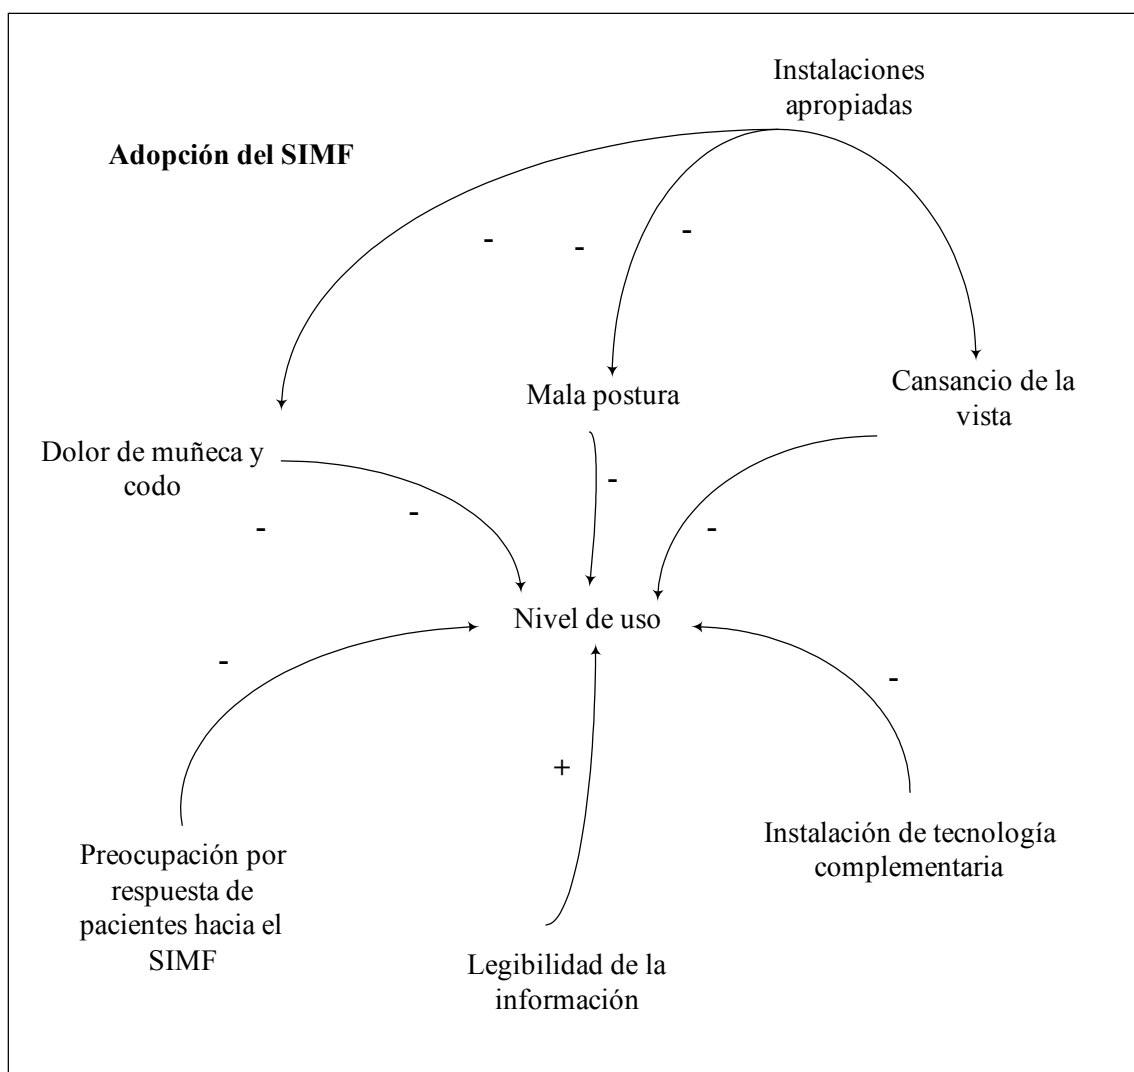 Instalaciones
apropiadas
Adopción del SIMF
-
-
-
Mala postura
Cansancio de la
vista
Dolor de muñeca y
codo
-
-
-
-
Nivel de uso
-
-
+
Preocupación por
respuesta de
pacientes hacia el
SIMF
Legibilidad de la
información
Instalación de tecnología
complementaria